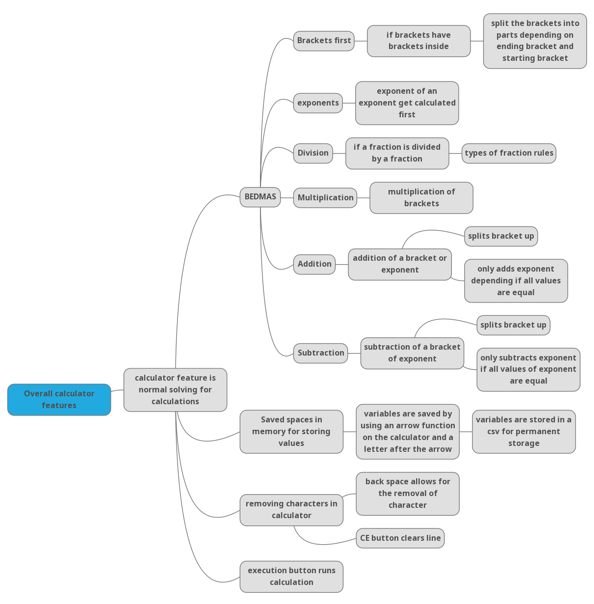 Overall calculator
features
calculator feature is
normal solving for
calculations
BEDMAS
Brackets first
if brackets have
brackets inside
split the brackets into
parts depending on
ending bracket and
starting bracket
exponents
exponent of an
exponent get calculated
first
Division
if a fraction is divided
by a fraction
types of fraction rules
Multiplication
multiplication of
brackets
Addition
addition of a bracket or
exponent
splits bracket up
only adds exponent
depending if all values
are equal
Subtraction
subtraction of a bracket
of exponent
splits bracket up
only subtracts exponent
if all values of exponent
are equal
Saved spaces in
memory for storing
values
variables are saved by
using an arrow function
on the calculator and a
letter after the arrow
variables are stored in a
csv for permanent
storage
removing characters in
calculator
back space allows for
the removal of
character
CE button clears line
execution button runs
calculation